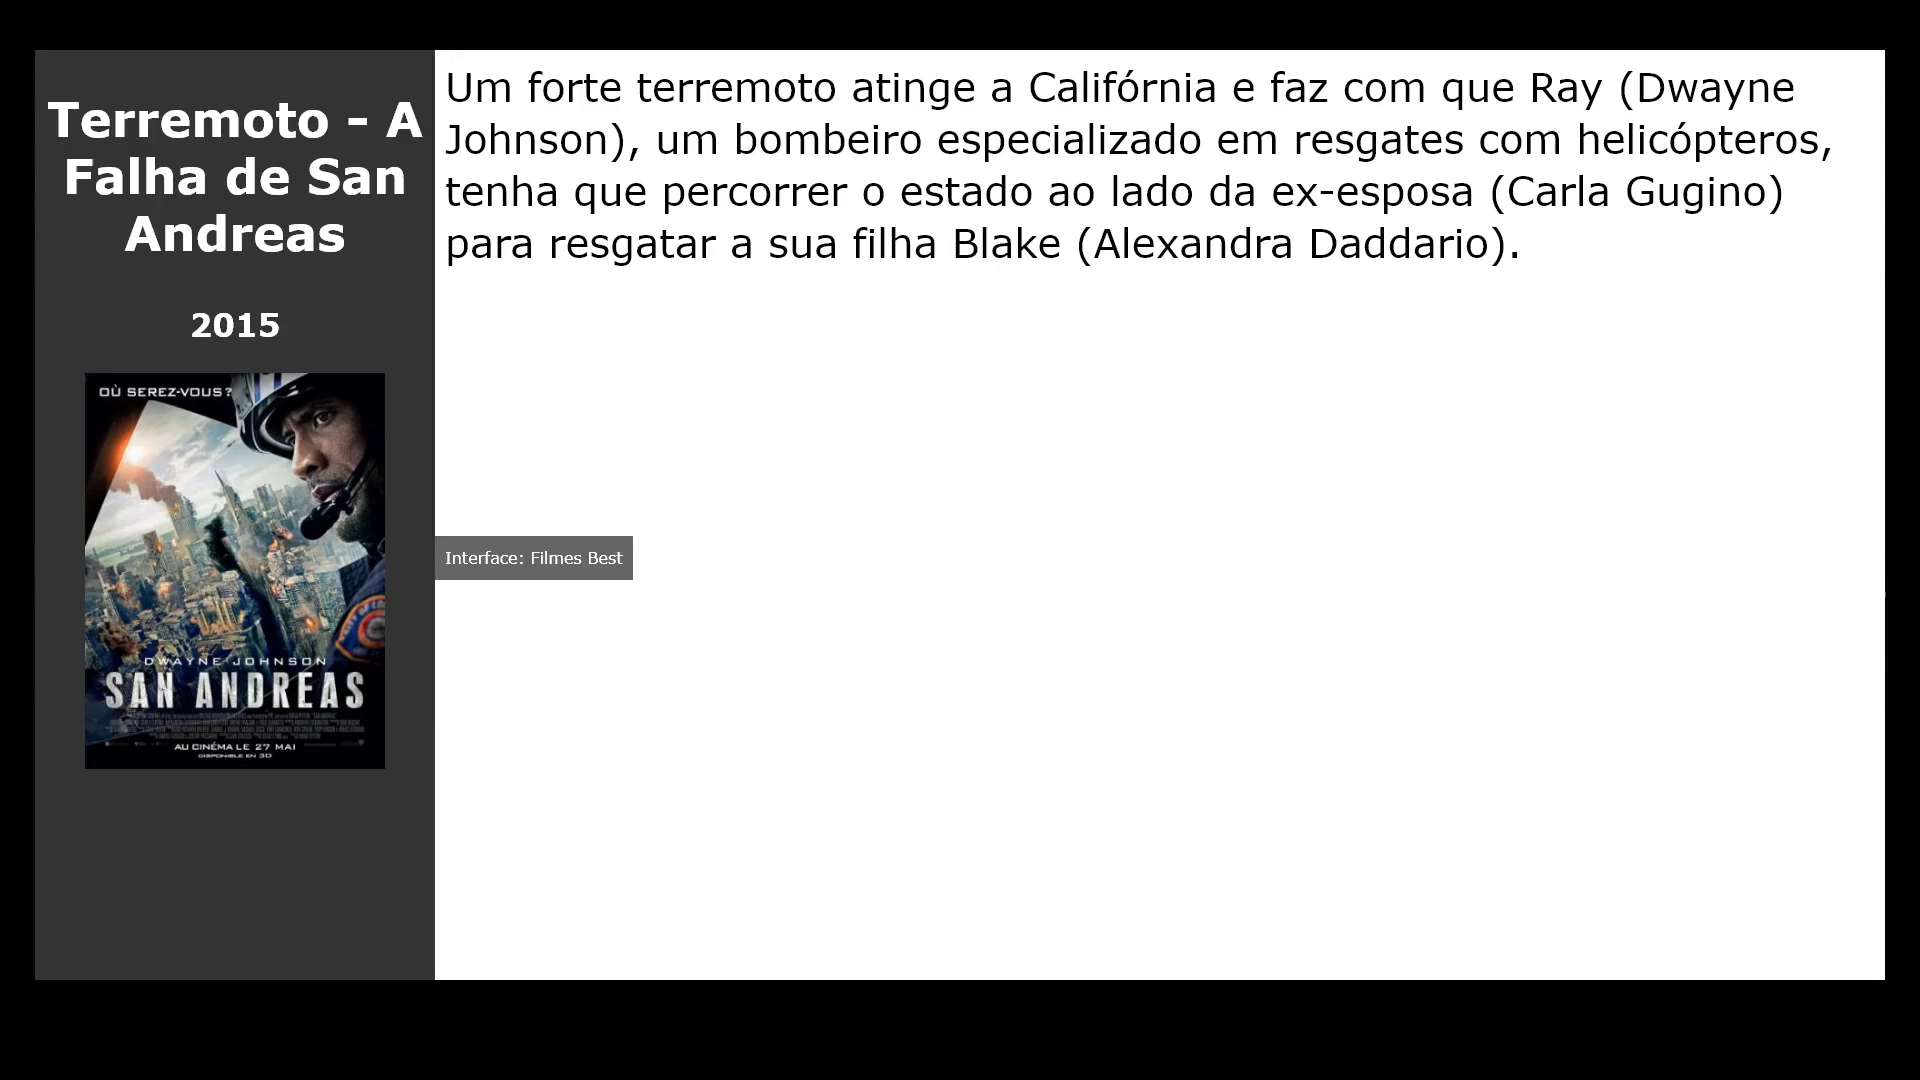 Terremoto - A
Falha de San
Andreas
2015
OÙ SEREZ-VOUS?
DWAYNE JOHNSON
SAN ANDREAS
AU CINÉMA LE 27 MAI
DISPONIBLE EN 3D
Um forte terremoto atinge a Califórnia e faz com que Ray (Dwayne
Johnson), um bombeiro especializado em resgates com helicópteros,
tenha que percorrer o estado ao lado da ex-esposa (Carla Gugino)
para resgatar a sua filha Blake (Alexandra Daddario).
Interface: Filmes Best